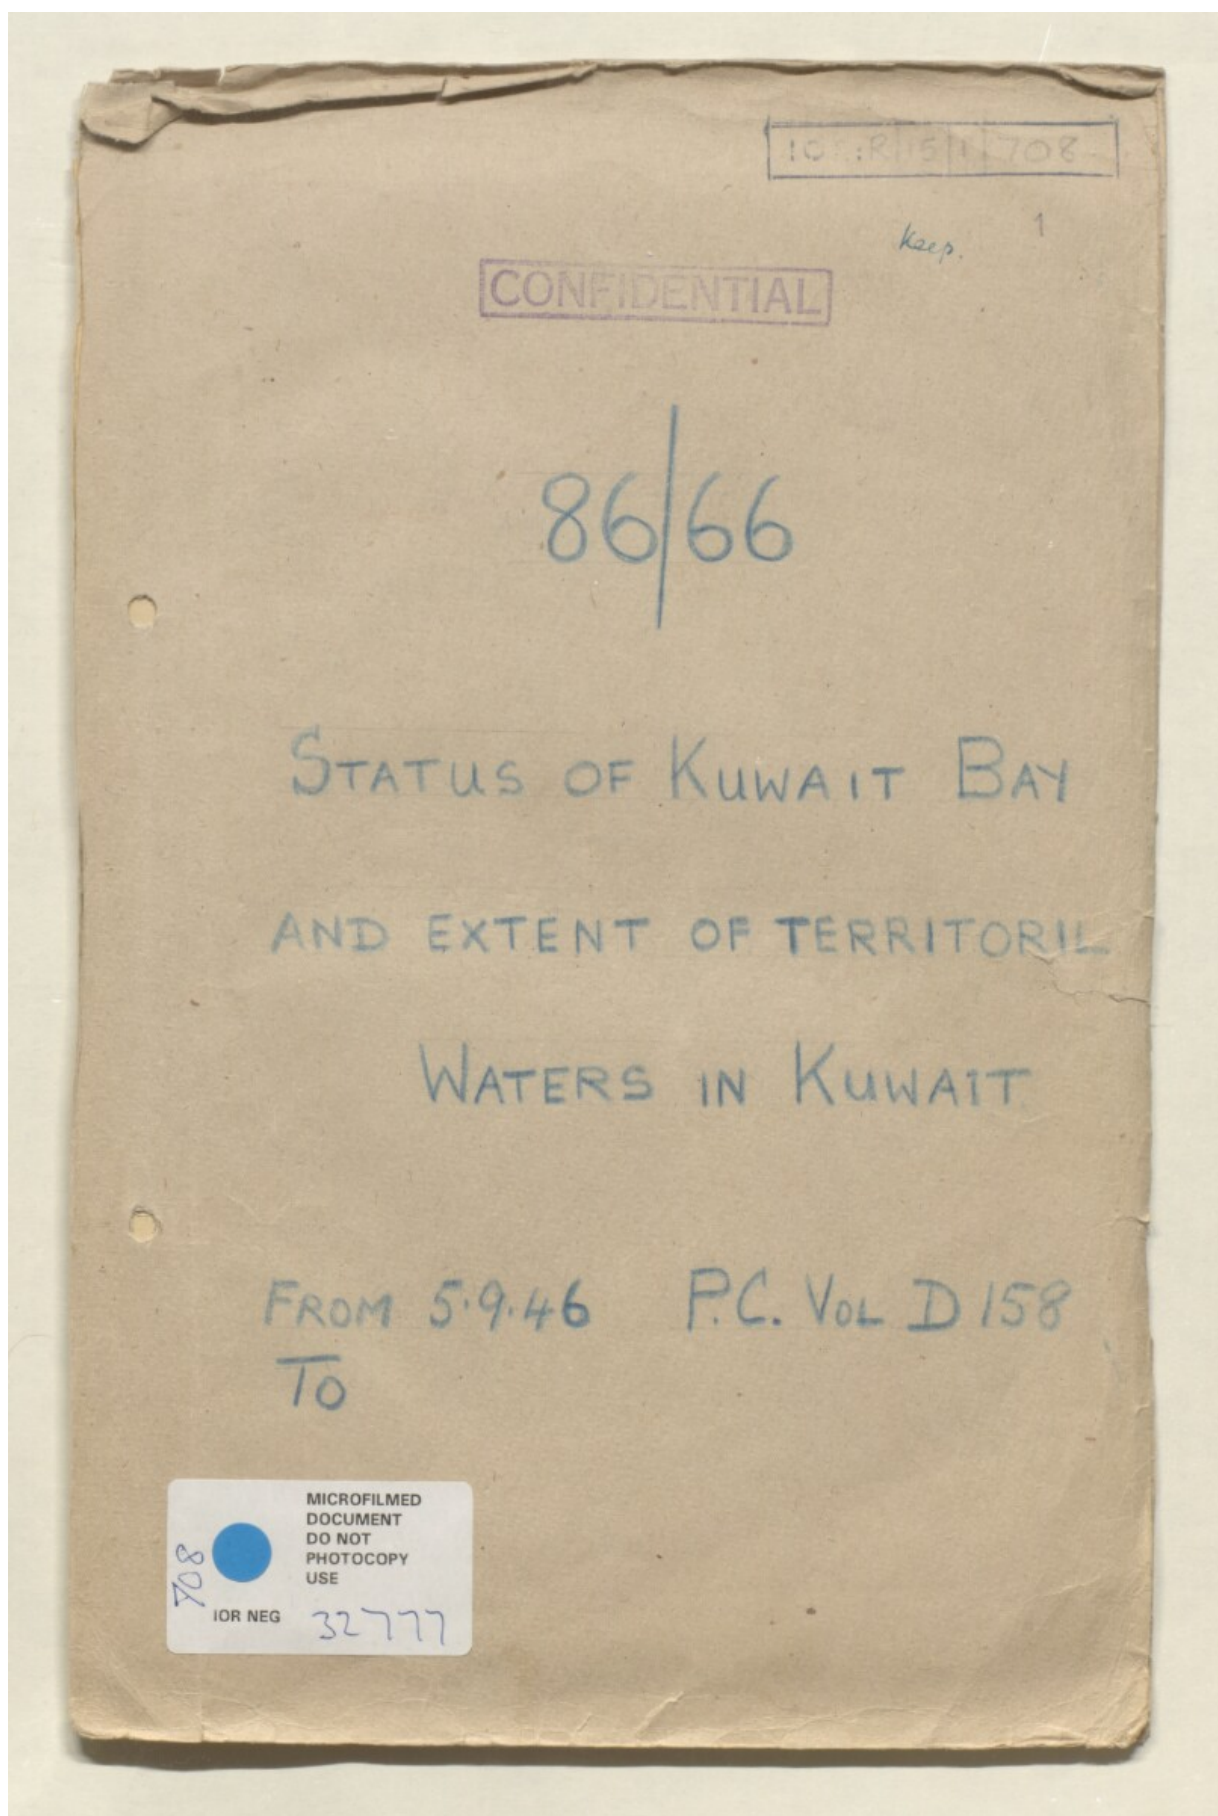 IOR R/15/1/708
Keep. 1
CONFIDENTIAL
86/66
STATUS OF KUWAIT BAY
AND EXTENT OF TERRITORIL
WATERS IN KUWAIT
FROM 5.9.46 P.C. VOL D 158
TO
MICROFILMED
DOCUMENT
DO NOT
PHOTOCOPY
USE
708
IOR NEG 32777